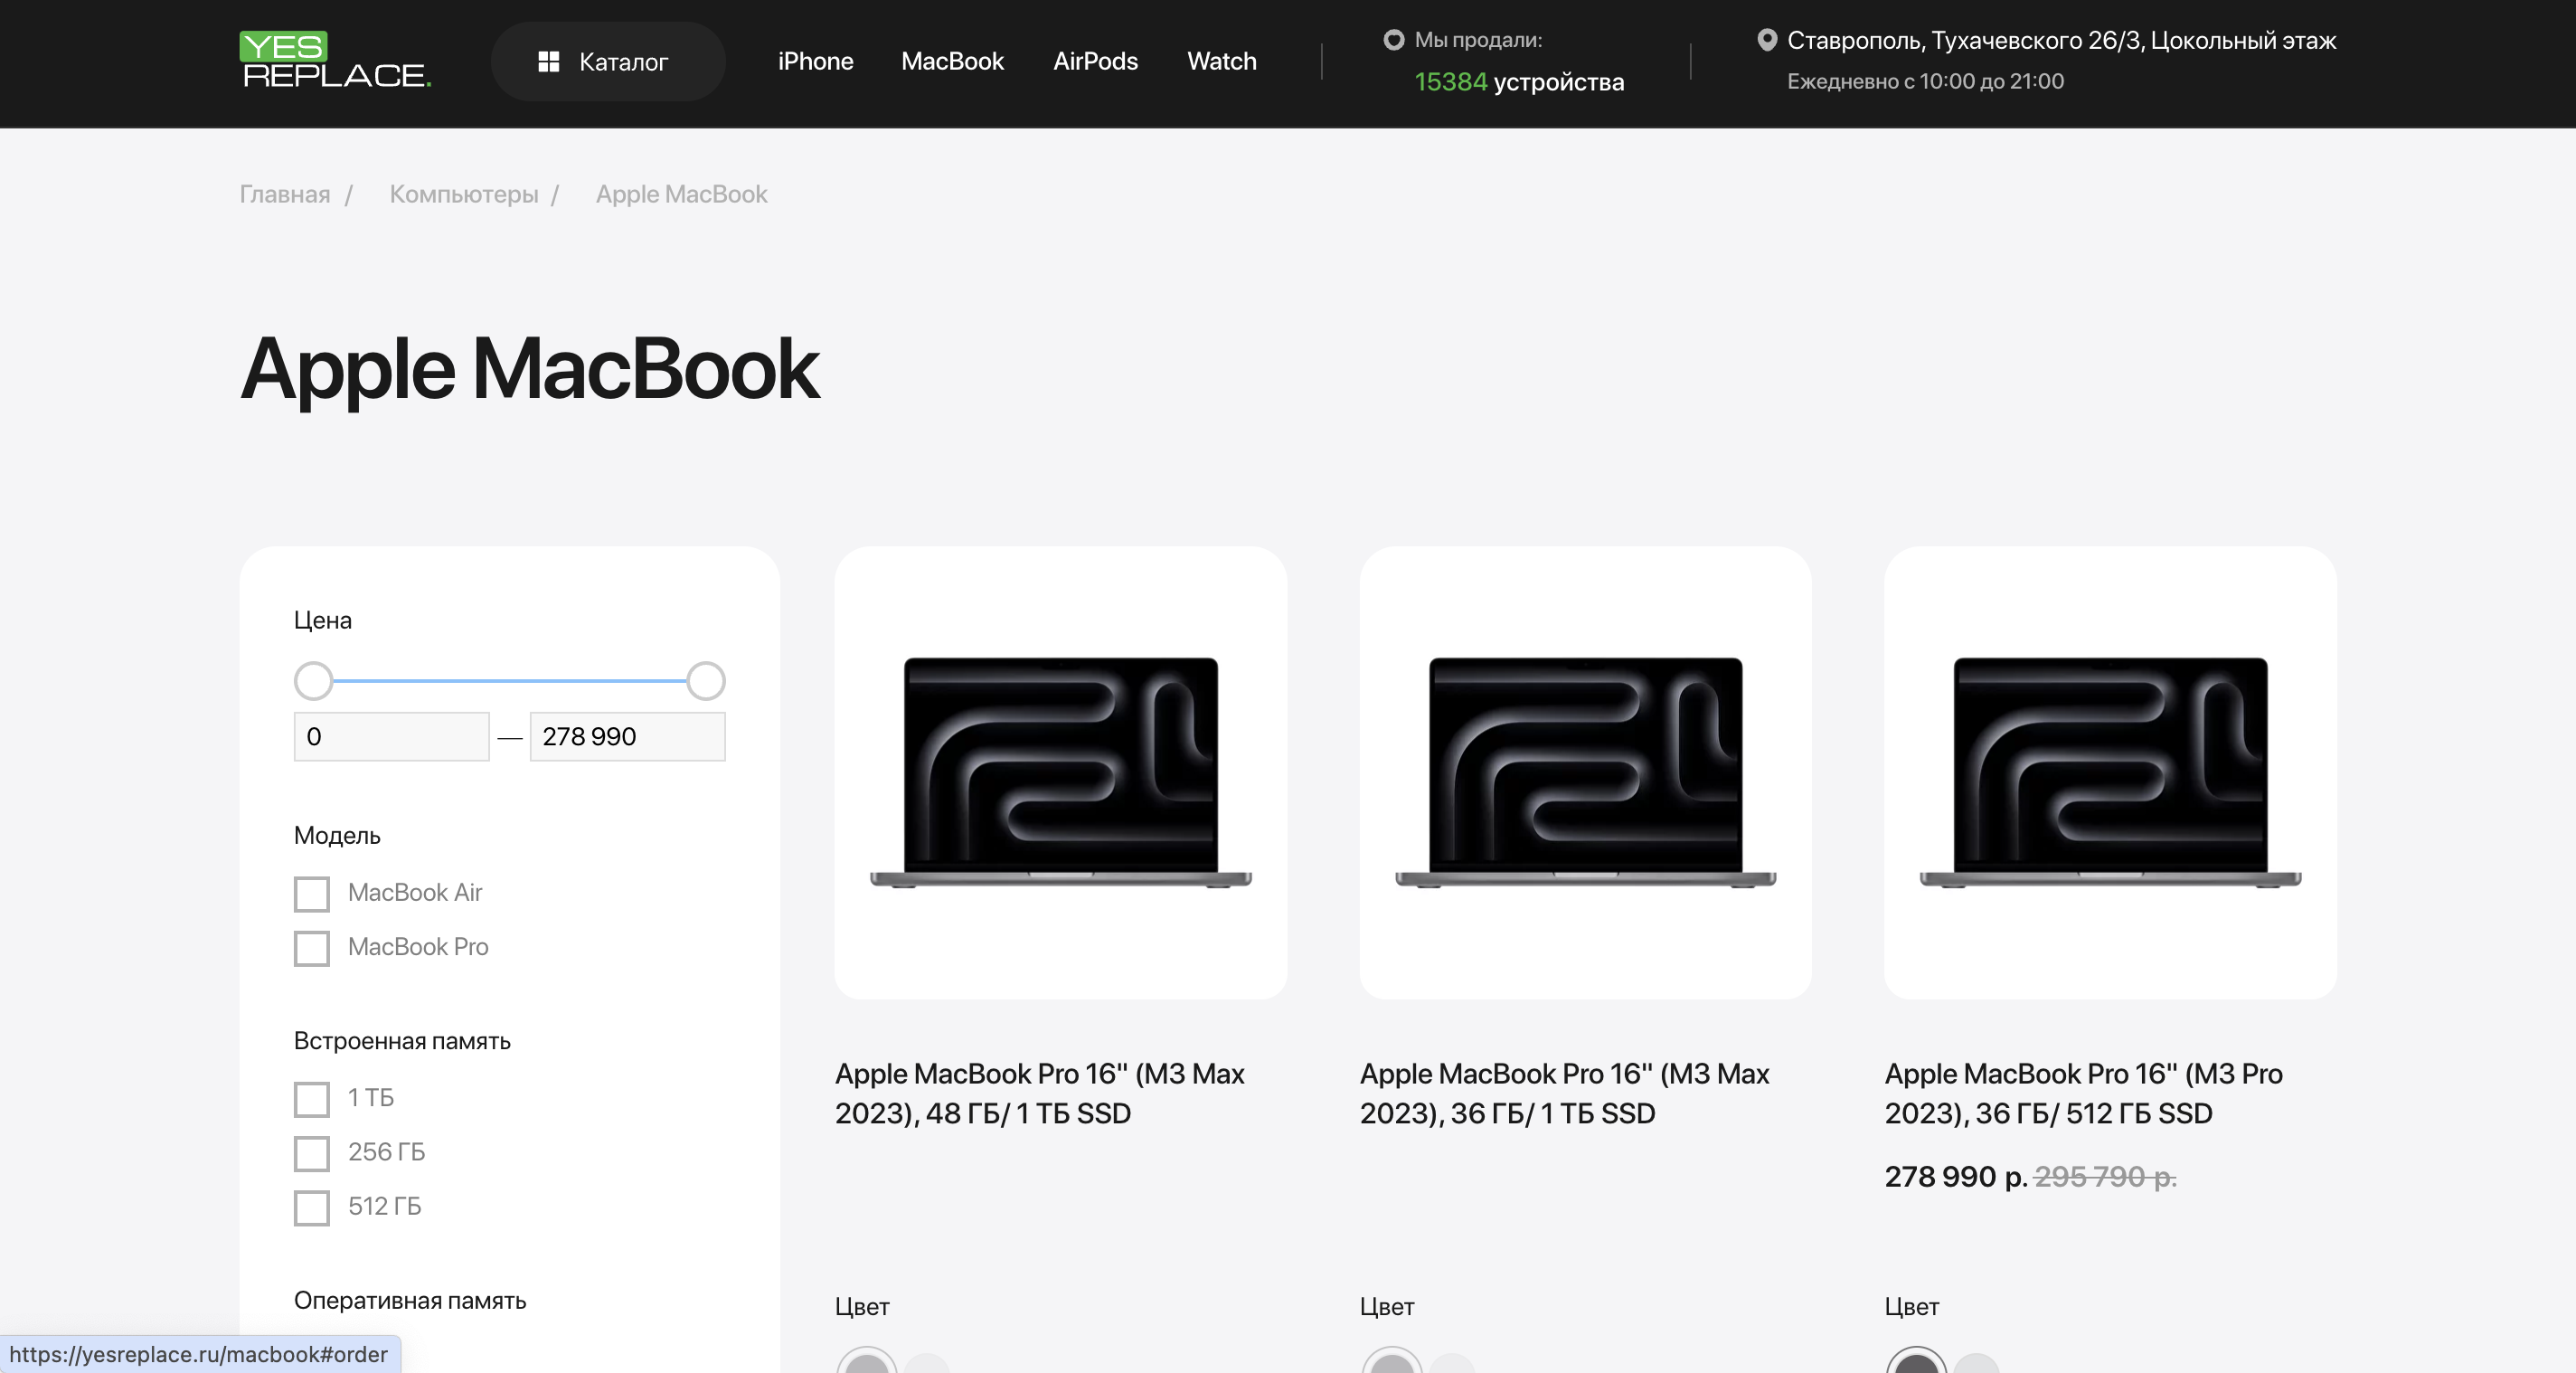 YES
REPLACE.
Каталог
iPhone
MacBook
AirPods
Watch
Мы продали:
15384 устройства
Ставрополь, Тухачевского 26/3, Цокольный этаж
Ежедневно с 10:00 до 21:00
Главная / Компьютеры / Apple MacBook
Apple MacBook
Цена
0 — 278 990
Модель
MacBook Air
MacBook Pro
Встроенная память
1 ТБ
256 ГБ
512 ГБ
Оперативная память
Apple MacBook Pro 16" (M3 Max
2023), 48 ГБ/ 1 ТБ SSD
Цвет
Apple MacBook Pro 16" (M3 Max
2023), 36 ГБ/ 1 ТБ SSD
Цвет
Apple MacBook Pro 16" (M3 Pro
2023), 36 ГБ/ 512 ГБ SSD
278 990 р. 295 790 р.
Цвет
https://yesreplace.ru/macbook#order